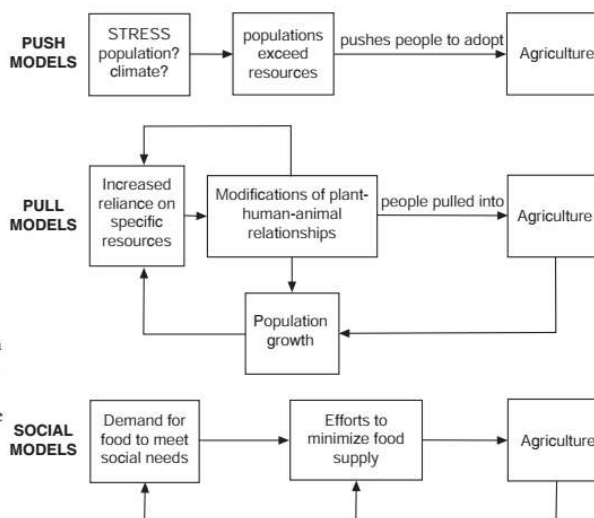 PUSH
MODELS
STRESS
population?
climate?
populations
exceed
resources
pushes people to adopt
Agriculture
PULL
MODELS
Increased
reliance on
specific
resources
Modifications of plant-
human-animal
relationships
people pulled into
Agriculture
Population
growth
SOCIAL
MODELS
Demand for
food to meet
social needs
Efforts to
minimize food
supply
Agriculture